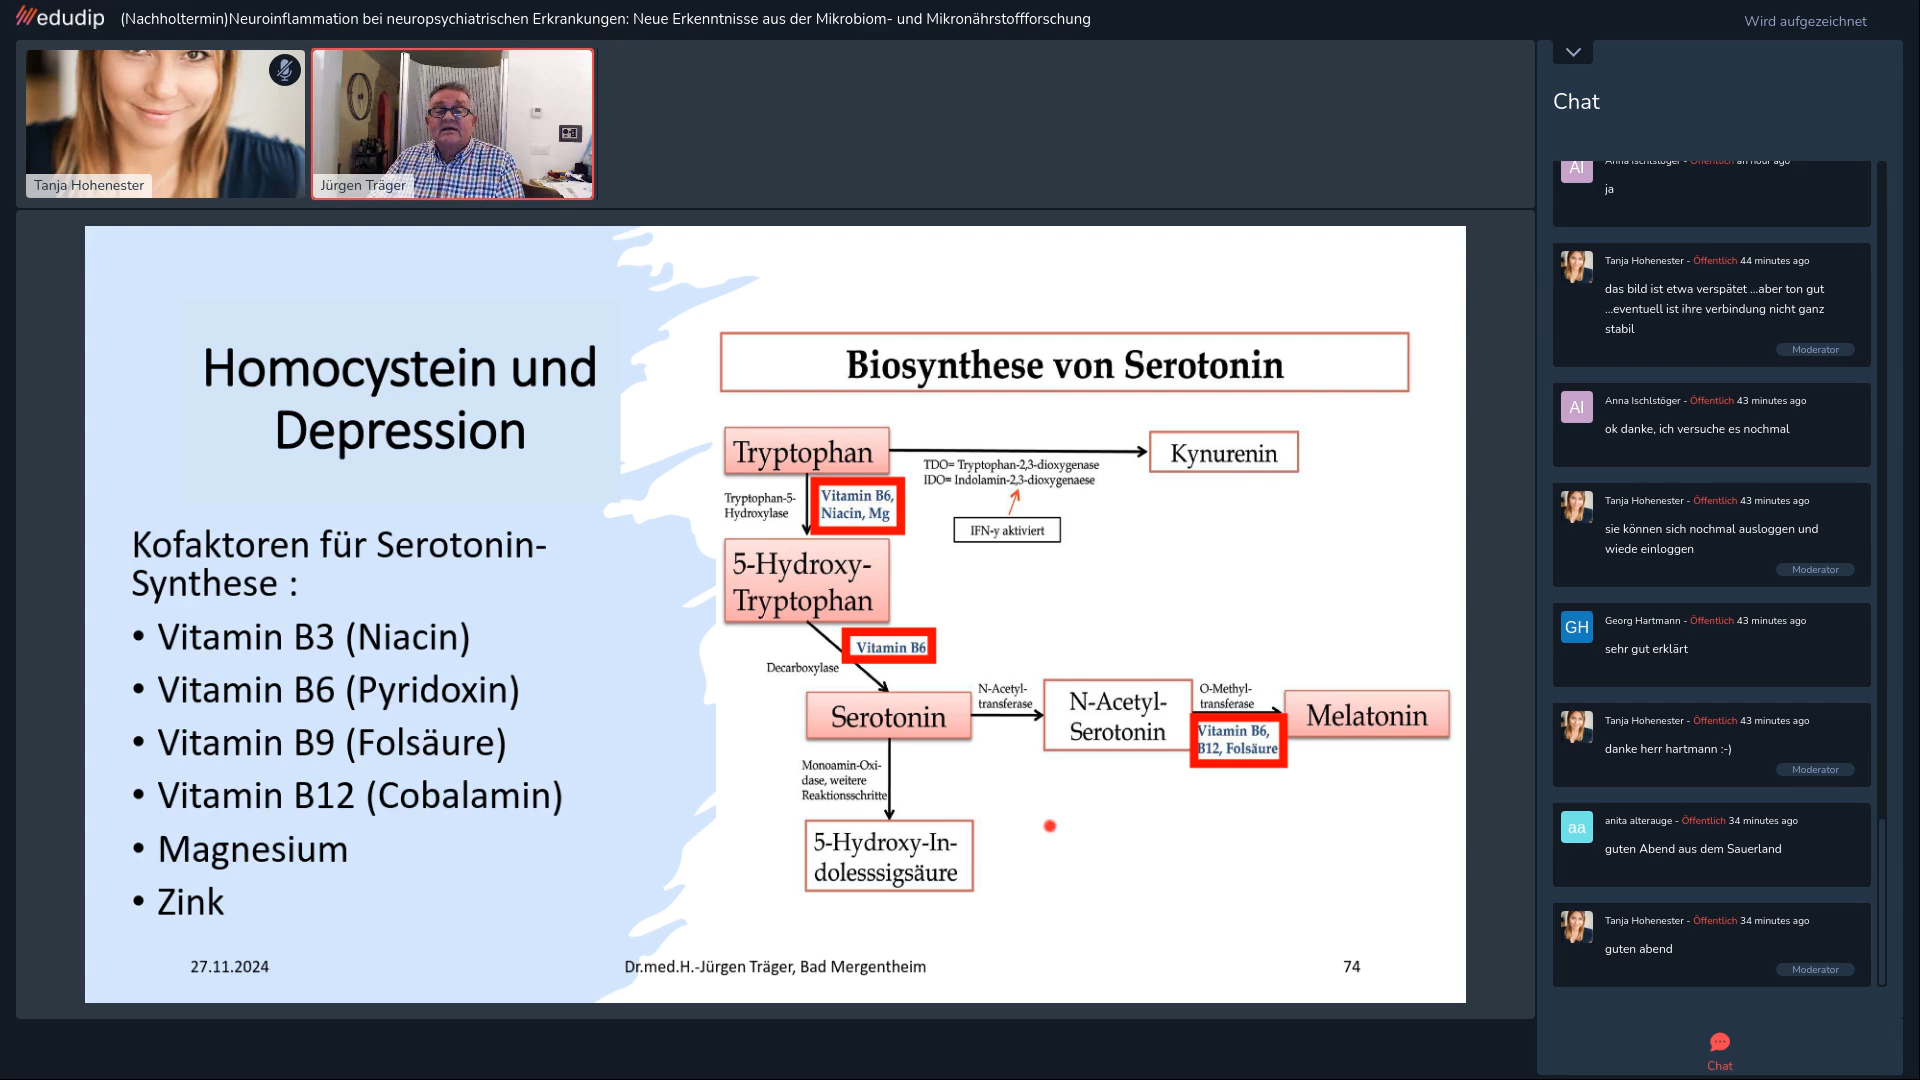 edudip
(Nachholtermin)Neuroinflammation bei neuropsychiatrischen Erkrankungen: Neue Erkenntnisse aus der Mikrobiom- und Mikronährstoffforschung
Wird aufgezeichnet
Tanja Hohenester
Jürgen Träger
Homocystein und
Depression
Kofaktoren für Serotonin-
Synthese :
• Vitamin B3 (Niacin)
• Vitamin B6 (Pyridoxin)
• Vitamin B9 (Folsäure)
• Vitamin B12 (Cobalamin)
• Magnesium
• Zink
Biosynthese von Serotonin
Tryptophan
Kynurenin
TDO= Tryptophan-2,3-dioxygenase
IDO= Indolamin-2,3-dioxygenaese
IFN-y aktiviert
Tryptophan-5-
Hydroxylase
Vitamin B6,
Niacin, Mg
5-Hydroxy-
Tryptophan
Vitamin B6
Decarboxylase
Serotonin
N-Acetyl-
transferase
N-Acetyl-
Serotonin
O-Methyl-
transferase
Vitamin B6,
B12, Folsäure
Melatonin
Monoamin-Oxi-
dase, weitere
Reaktionsschritte
5-Hydroxy-In-
dolesssigsäure
27.11.2024
Dr.med.H.-Jürgen Träger, Bad Mergentheim
74
Chat
AI
Anna Ischlstöger - Öffentlich an hour ago
ja
Tanja Hohenester - Öffentlich 44 minutes ago
das bild ist etwa verspätet ...aber ton gut
...eventuell ist ihre verbindung nicht ganz
stabil
Moderator
AI
Anna Ischlstöger - Öffentlich 43 minutes ago
ok danke, ich versuche es nochmal
Tanja Hohenester - Öffentlich 43 minutes ago
sie können sich nochmal ausloggen und
wiede einloggen
Moderator
GH
Georg Hartmann - Öffentlich 43 minutes ago
sehr gut erklärt
Tanja Hohenester - Öffentlich 43 minutes ago
danke herr hartmann :-)
Moderator
aa
anita alterauge - Öffentlich 34 minutes ago
guten Abend aus dem Sauerland
Tanja Hohenester - Öffentlich 34 minutes ago
guten abend
Moderator
Chat